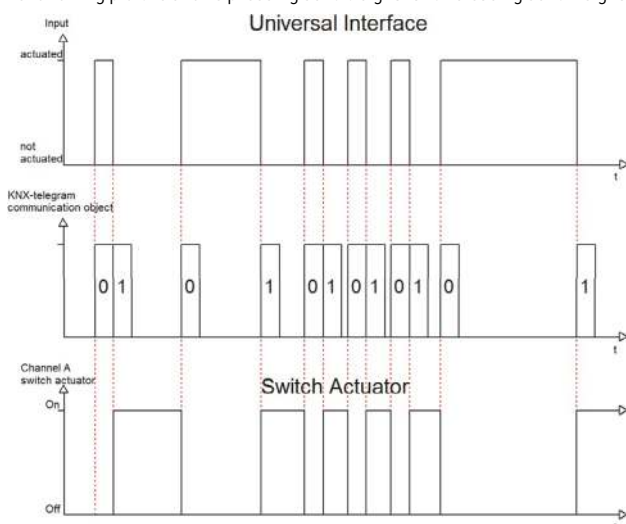 Universal Interface
Input
actuated
not
actuated
t
KNX-telegram
communication object
0 1 0 1 0 1 0 1 0 1 0 1
t
Channel A
switch actuator
Switch Actuator
On
Off